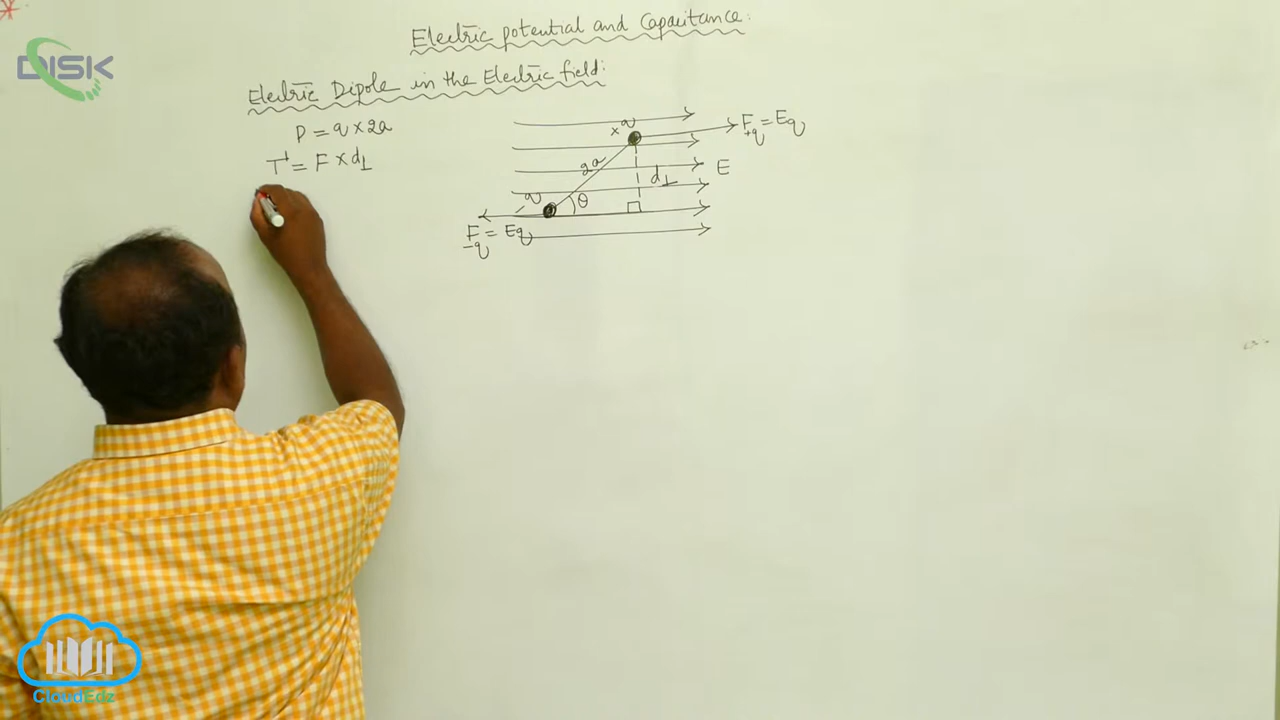 Electric potential and Capacitance:
DISK
Electric Dipole in the Electric field:
P = q × 2a
T = F × d⊥
+q
F+q = Eq
2a
d⊥
E
-q
θ
F-q = Eq
CloudEdz